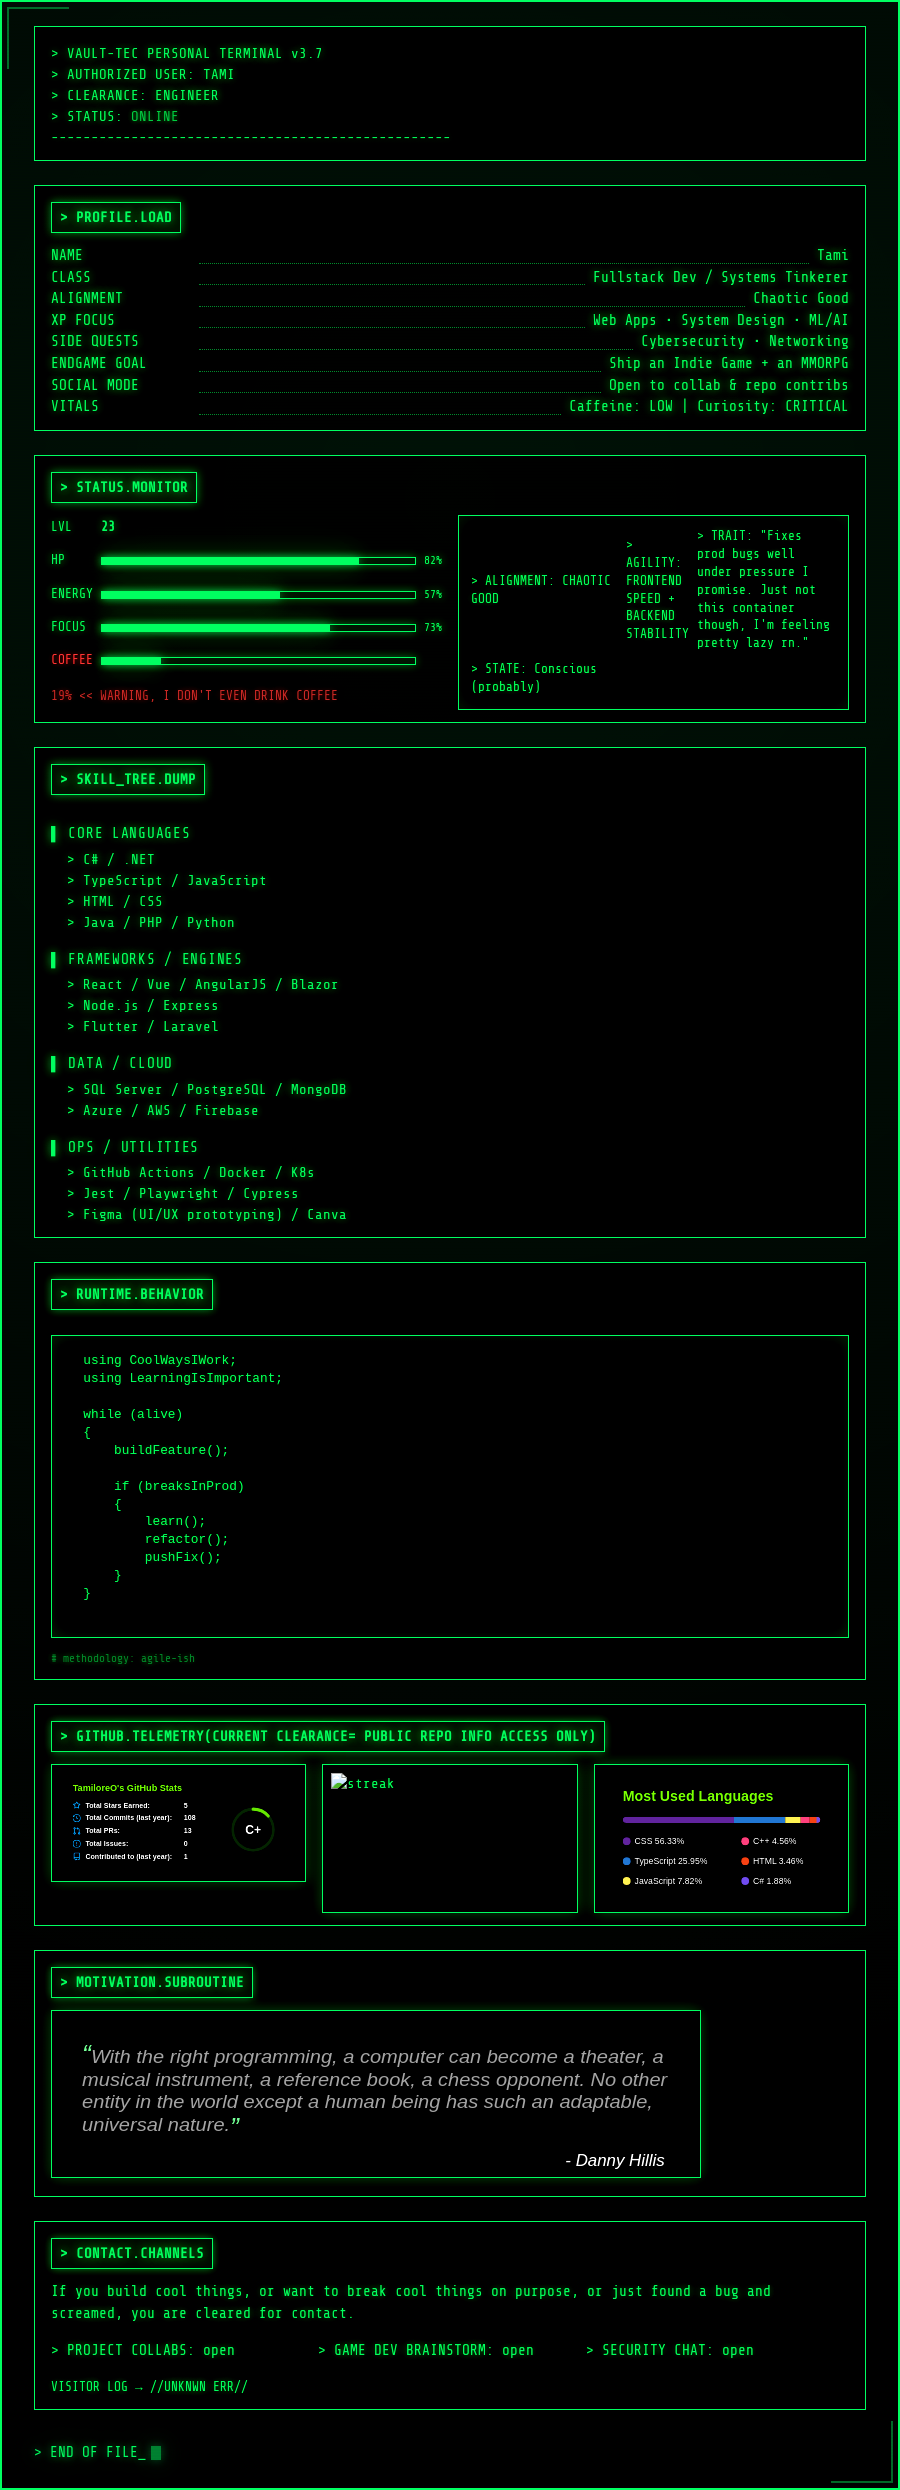 > VAULT-TEC PERSONAL TERMINAL v3.7
> AUTHORIZED USER: TAMI
> CLEARANCE: ENGINEER
> STATUS: ONLINE
--------------------------------------------------
> PROFILE.LOAD
NAME Tami
CLASS Fullstack Dev / Systems Tinkerer
ALIGNMENT Chaotic Good
XP FOCUS Web Apps · System Design · ML/AI
SIDE QUESTS Cybersecurity · Networking
ENDGAME GOAL Ship an Indie Game + an MMORPG
SOCIAL MODE Open to collab & repo contribs
VITALS Caffeine: LOW | Curiosity: CRITICAL
> STATUS.MONITOR
LVL 23
HP 82%
ENERGY 57%
FOCUS 73%
COFFEE
19% << WARNING, I DON'T EVEN DRINK COFFEE
> ALIGNMENT: CHAOTIC
GOOD
>
AGILITY:
FRONTEND
SPEED +
BACKEND
STABILITY
> TRAIT: "Fixes
prod bugs well
under pressure I
promise. Just not
this container
though, I'm feeling
pretty lazy rn."
> STATE: Conscious
(probably)
> SKILL_TREE.DUMP
CORE LANGUAGES
> C# / .NET
> TypeScript / JavaScript
> HTML / CSS
> Java / PHP / Python
FRAMEWORKS / ENGINES
> React / Vue / AngularJS / Blazor
> Node.js / Express
> Flutter / Laravel
DATA / CLOUD
> SQL Server / PostgreSQL / MongoDB
> Azure / AWS / Firebase
OPS / UTILITIES
> GitHub Actions / Docker / K8s
> Jest / Playwright / Cypress
> Figma (UI/UX prototyping) / Canva
> RUNTIME.BEHAVIOR
using CoolWaysIWork;
using LearningIsImportant;
while (alive)
{
buildFeature();
if (breaksInProd)
{
learn();
refactor();
pushFix();
}
}
# methodology: agile-ish
> GITHUB.TELEMETRY(CURRENT CLEARANCE= PUBLIC REPO INFO ACCESS ONLY)
TamiloreO's GitHub Stats
Total Stars Earned: 5
Total Commits (last year): 108
Total PRs: 13
Total Issues: 0
Contributed to (last year): 1
C+
streak
Most Used Languages
CSS 56.33%
TypeScript 25.95%
JavaScript 7.82%
C++ 4.56%
HTML 3.46%
C# 1.88%
> MOTIVATION.SUBROUTINE
“With the right programming, a computer can become a theater, a
musical instrument, a reference book, a chess opponent. No other
entity in the world except a human being has such an adaptable,
universal nature.”
- Danny Hillis
> CONTACT.CHANNELS
If you build cool things, or want to break cool things on purpose, or just found a bug and
screamed, you are cleared for contact.
> PROJECT COLLABS: open > GAME DEV BRAINSTORM: open > SECURITY CHAT: open
VISITOR LOG → //UNKNWN ERR//
> END OF FILE_